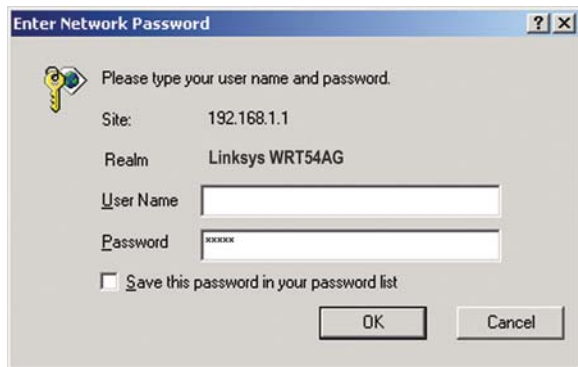 Enter Network Password
? X
Please type your user name and password.
Site: 192.168.1.1
Realm Linksys WRT54AG
User Name
Password xxxxx
Save this password in your password list
OK Cancel